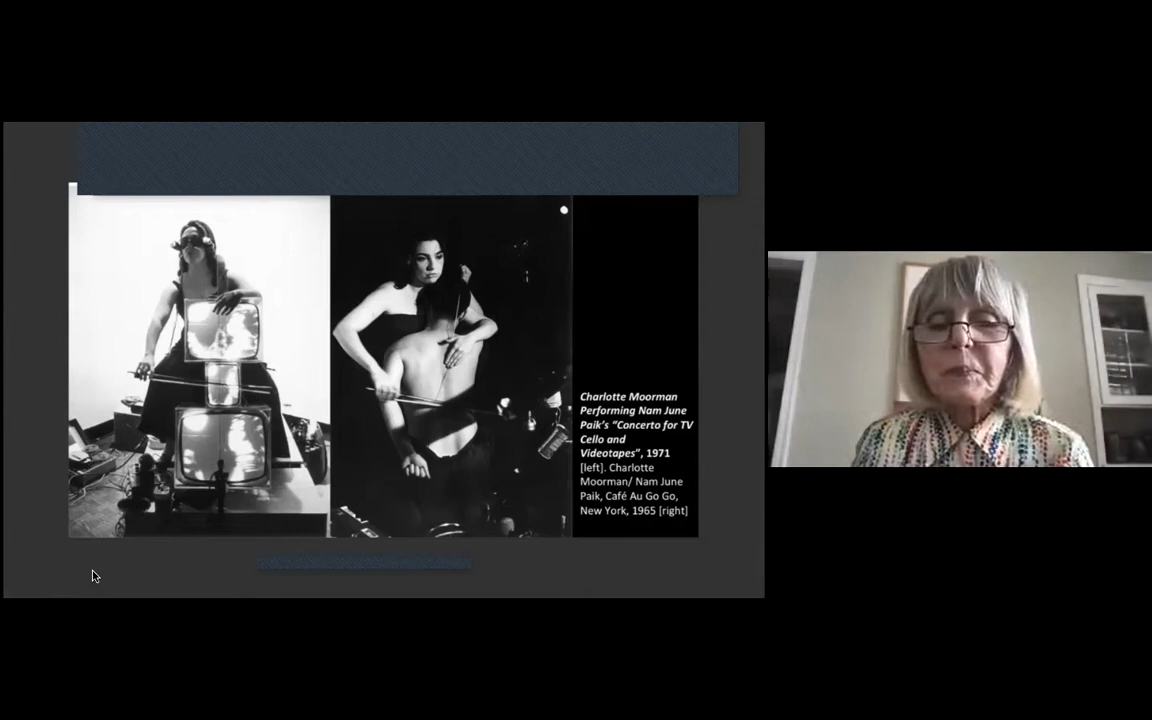 Charlotte Moorman
Performing Nam June
Paik's "Concerto for TV
Cello and
Videotapes", 1971
[left]. Charlotte
Moorman/ Nam June
Paik, Café Au Go Go,
New York, 1965 [right]